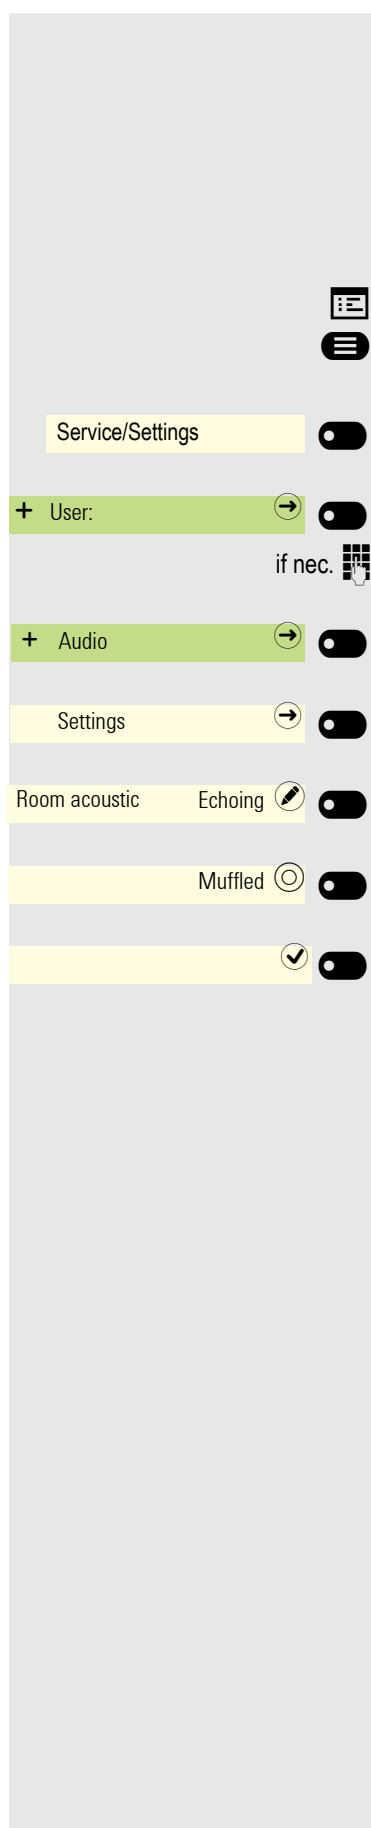 Service/Settings
+ User:
if nec.
+ Audio
Settings
Room acoustic Echoing
Muffled